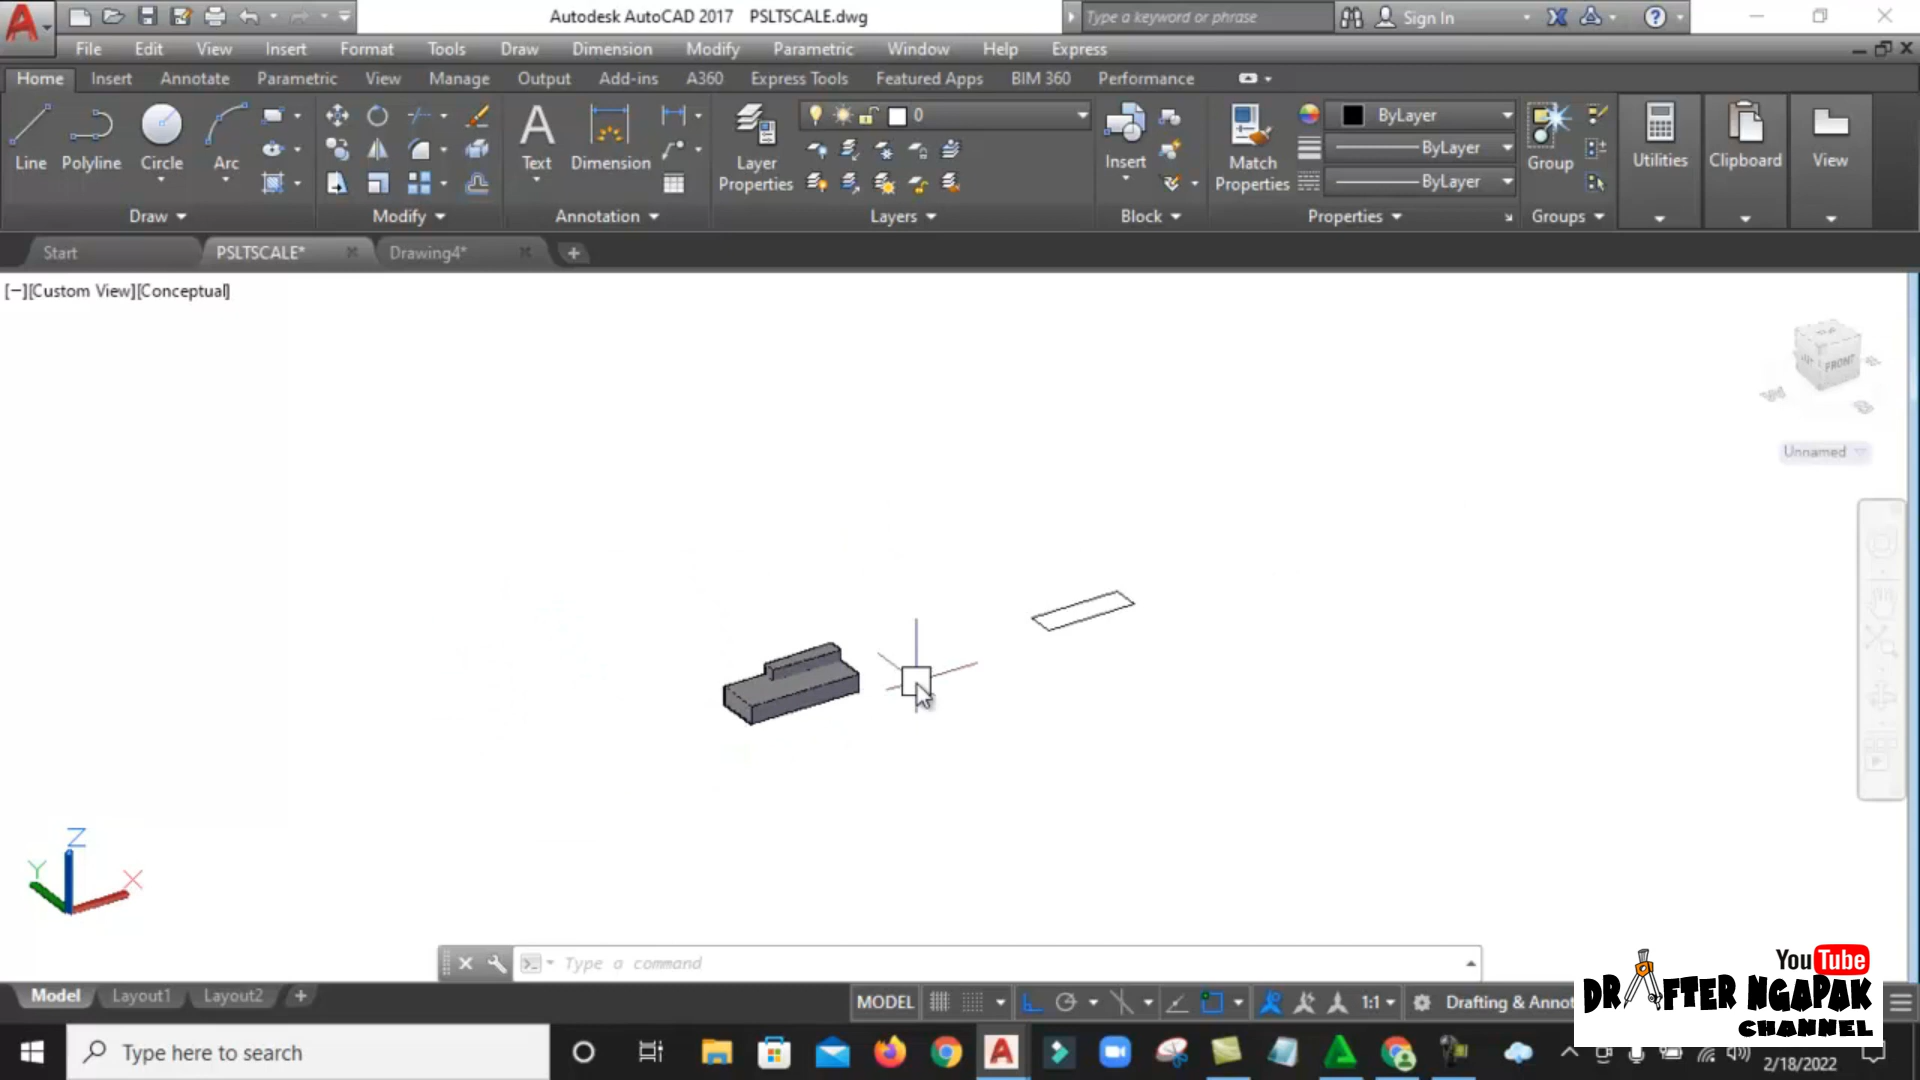 Autodesk AutoCAD 2017 PSLTSCALE.dwg
Type a keyword or phrase
Sign In
File Edit View Insert Format Tools Draw Dimension Modify Parametric Window Help Express
Home Insert Annotate Parametric View Manage Output Add-ins A360 Express Tools Featured Apps BIM 360 Performance
0
ByLayer
ByLayer
ByLayer
Line Polyline Circle Arc
Text Dimension
Layer Properties
Insert
Match Properties
Group Utilities Clipboard View
Draw Modify Annotation Layers Block Properties Groups
Start PSLTSCALE* Drawing4*
[−][Custom View][Conceptual]
FRONT
Unnamed
Z
Y
X
Type a command
Model Layout1 Layout2
MODEL 1:1 Drafting & Annot
YouTube
DRAFTER NGAPAK
CHANNEL
Type here to search
2/18/2022